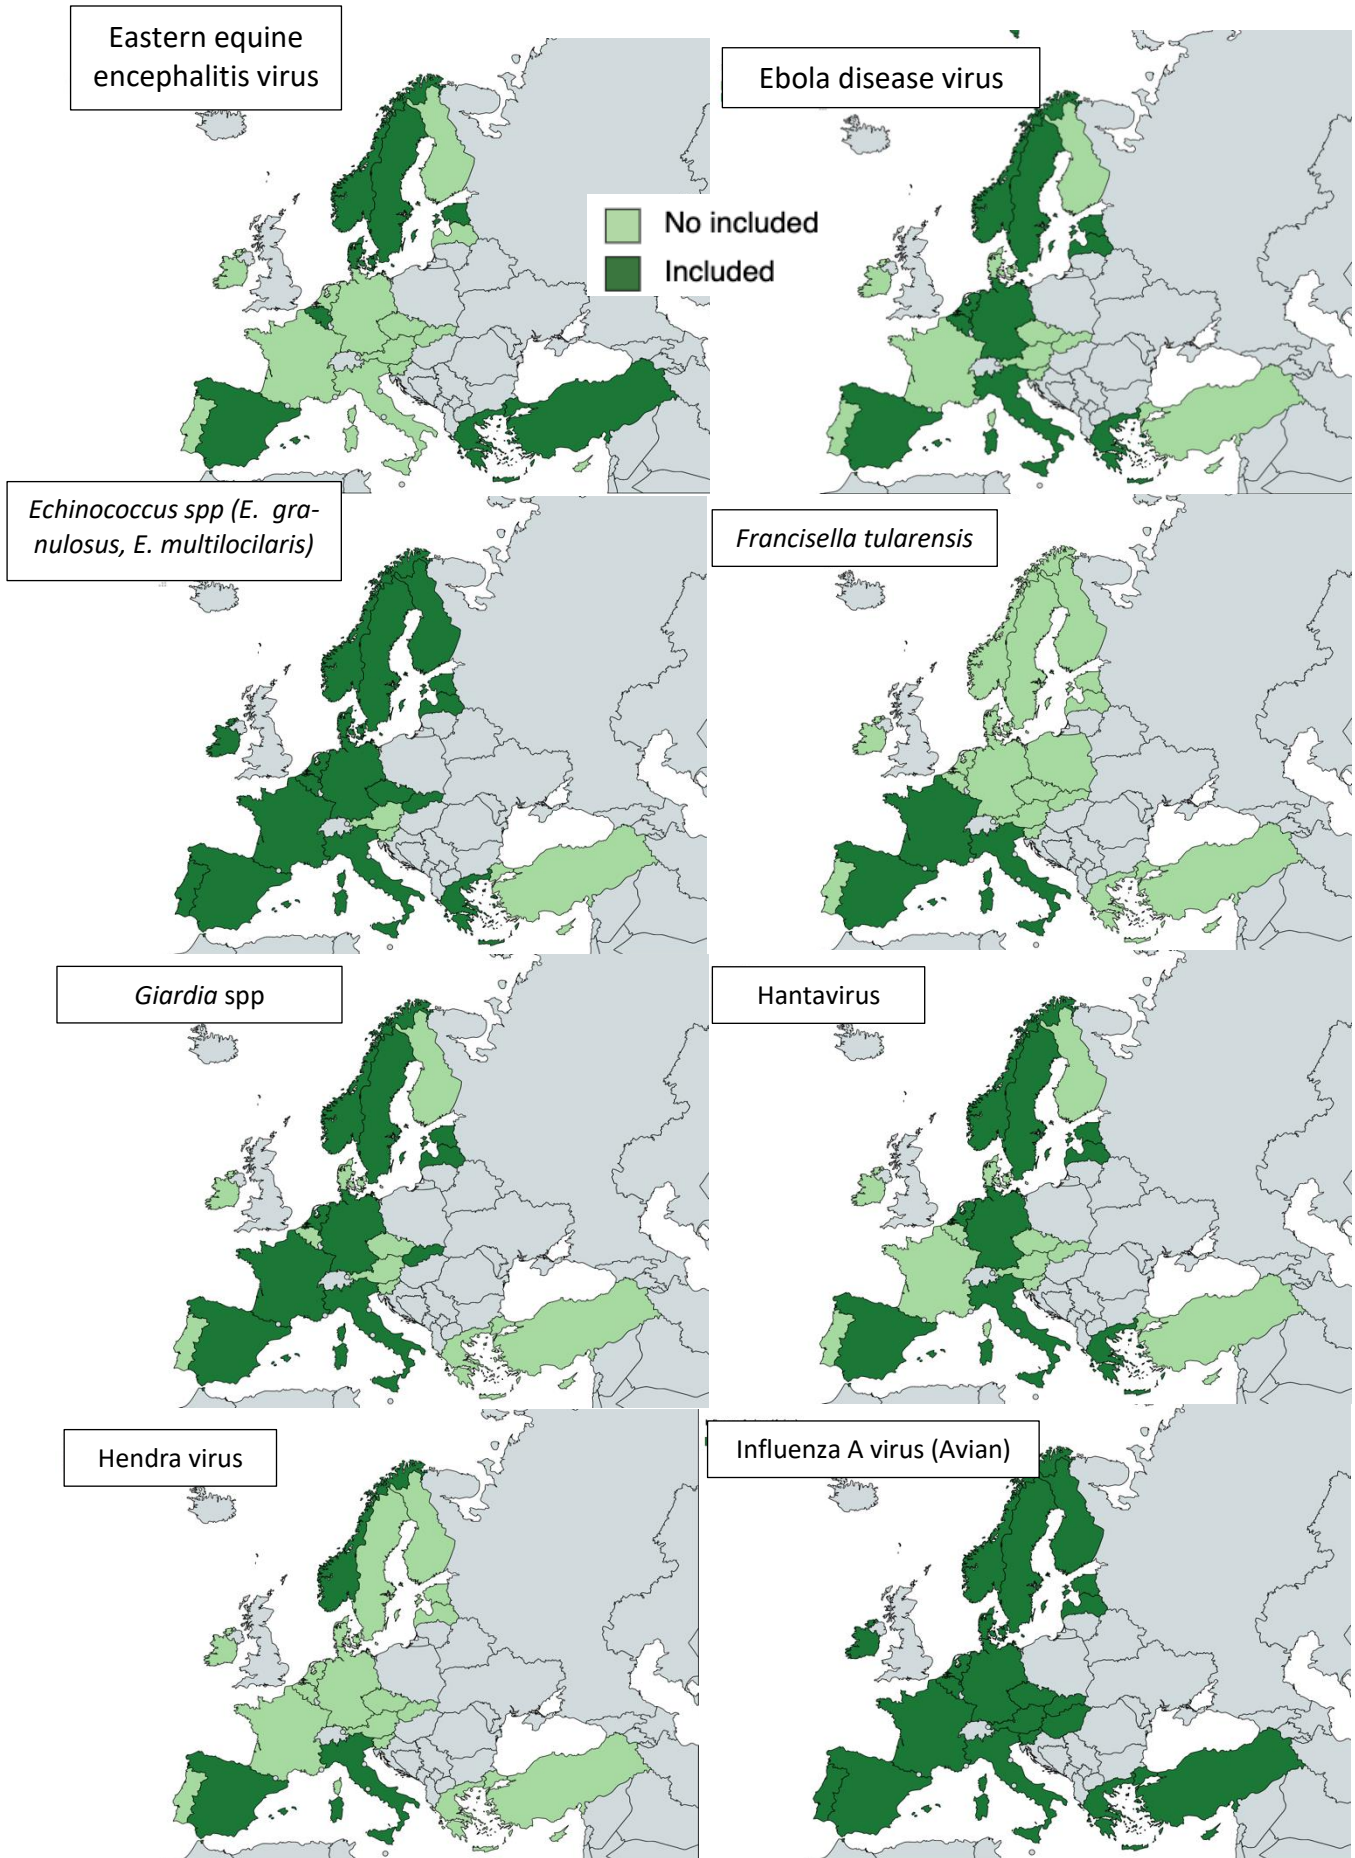 Eastern equine
encephalitis virus
Ebola disease virus
No included
Included
Echinococcus spp (E. gra-
nulosus, E. multilocilaris)
Francisella tularensis
Giardia spp
Hantavirus
Hendra virus
Influenza A virus (Avian)